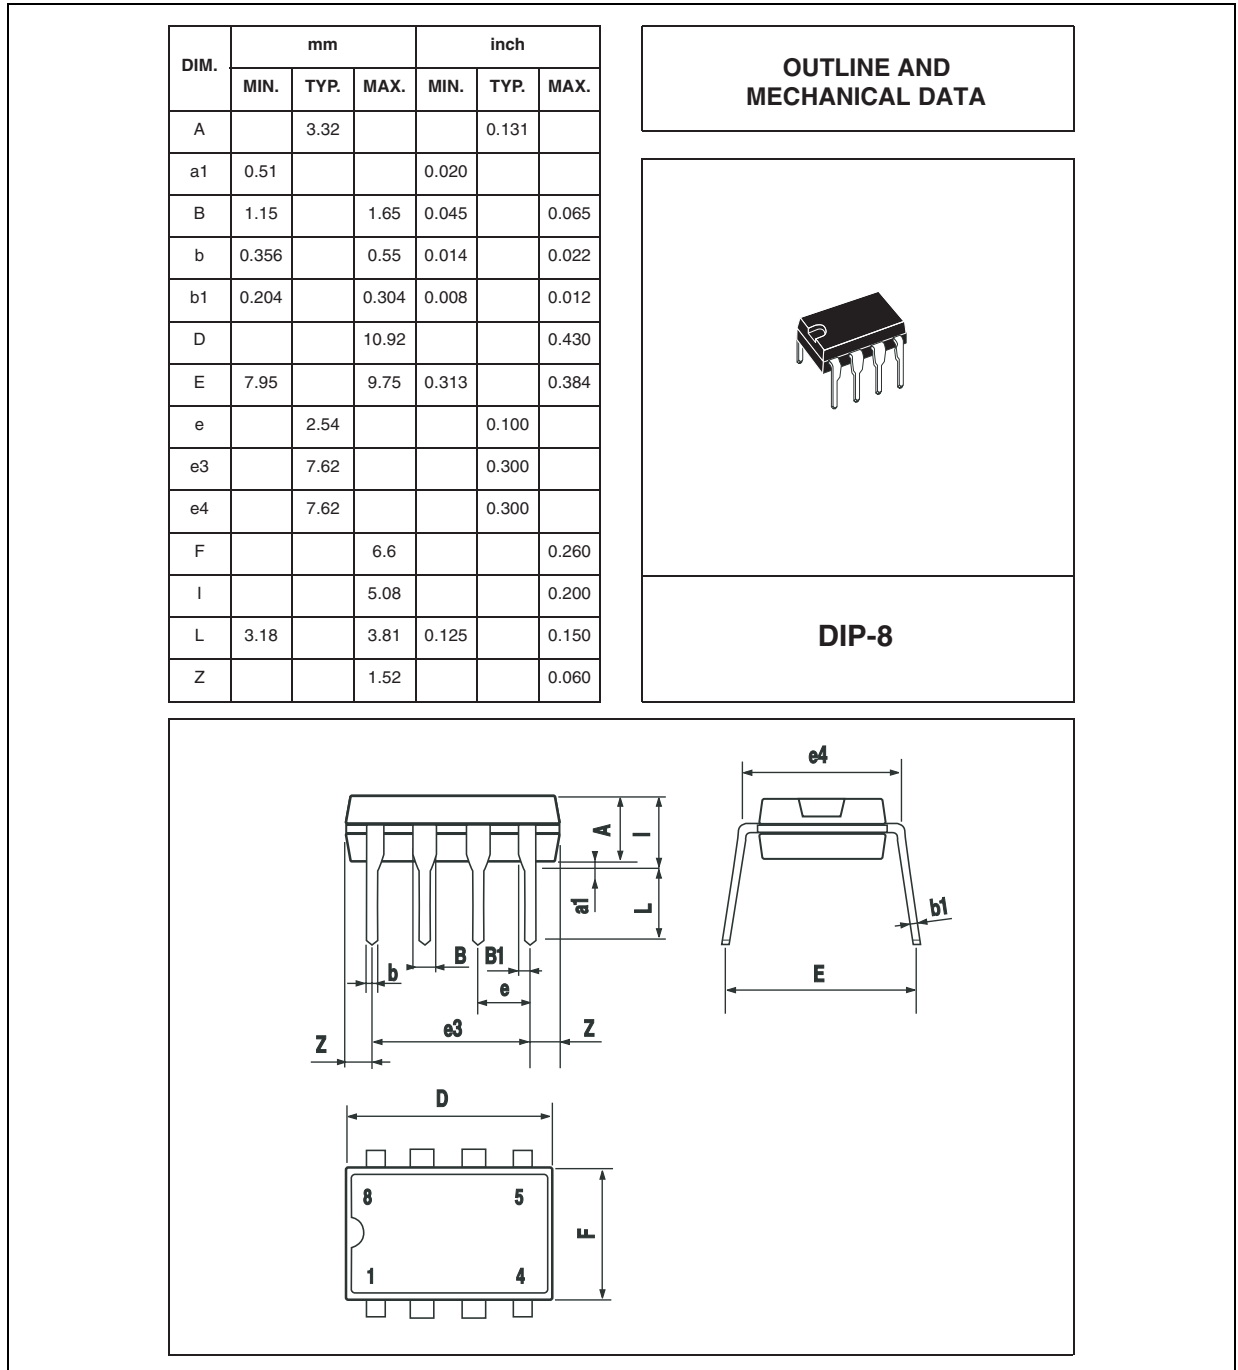 DIM. mm inch
MIN. TYP. MAX. MIN. TYP. MAX.
A 3.32 0.131
a1 0.51 0.020
B 1.15 1.65 0.045 0.065
b 0.356 0.55 0.014 0.022
b1 0.204 0.304 0.008 0.012
D 10.92 0.430
E 7.95 9.75 0.313 0.384
e 2.54 0.100
e3 7.62 0.300
e4 7.62 0.300
F 6.6 0.260
I 5.08 0.200
L 3.18 3.81 0.125 0.150
Z 1.52 0.060
OUTLINE AND
MECHANICAL DATA
DIP-8
e4
A I
a1 L
b1
b B B1
e
E
e3
Z Z
D
8 5
F
1 4